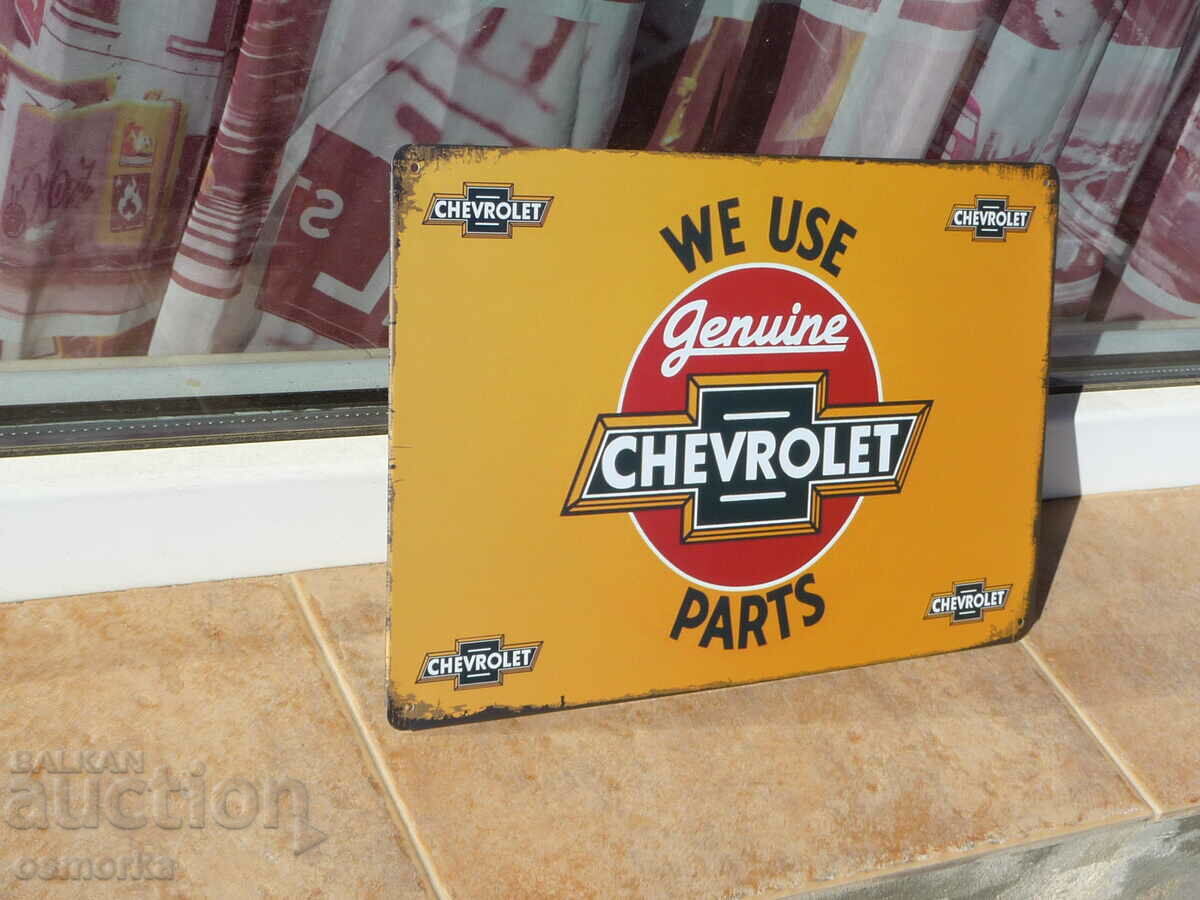 CHEVROLET
CHEVROLET
WE USE
Genuine
CHEVROLET
PARTS
CHEVROLET
CHEVROLET
BALKAN
auction
osmorka